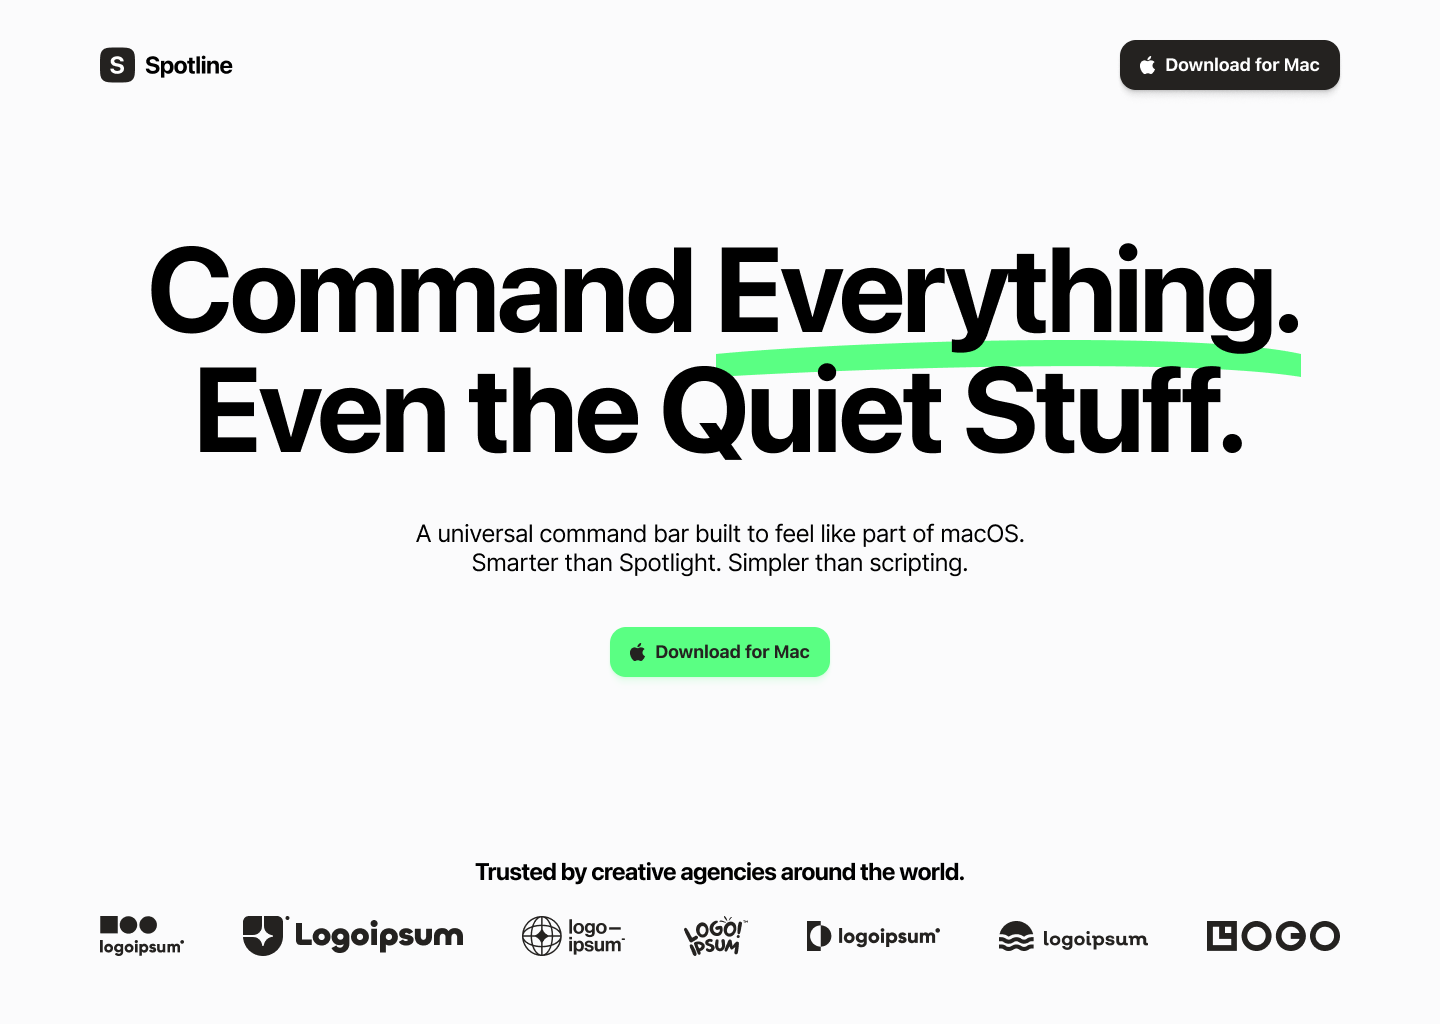 S Spotline
Download for Mac
Command Everything.
Even the Quiet Stuff.
A universal command bar built to feel like part of macOS.
Smarter than Spotlight. Simpler than scripting.
Download for Mac
Trusted by creative agencies around the world.
logoipsum
Logoipsum
logo
ipsum
LOGO!
IPSUM
™
logoipsum
logoipsum
LOGO